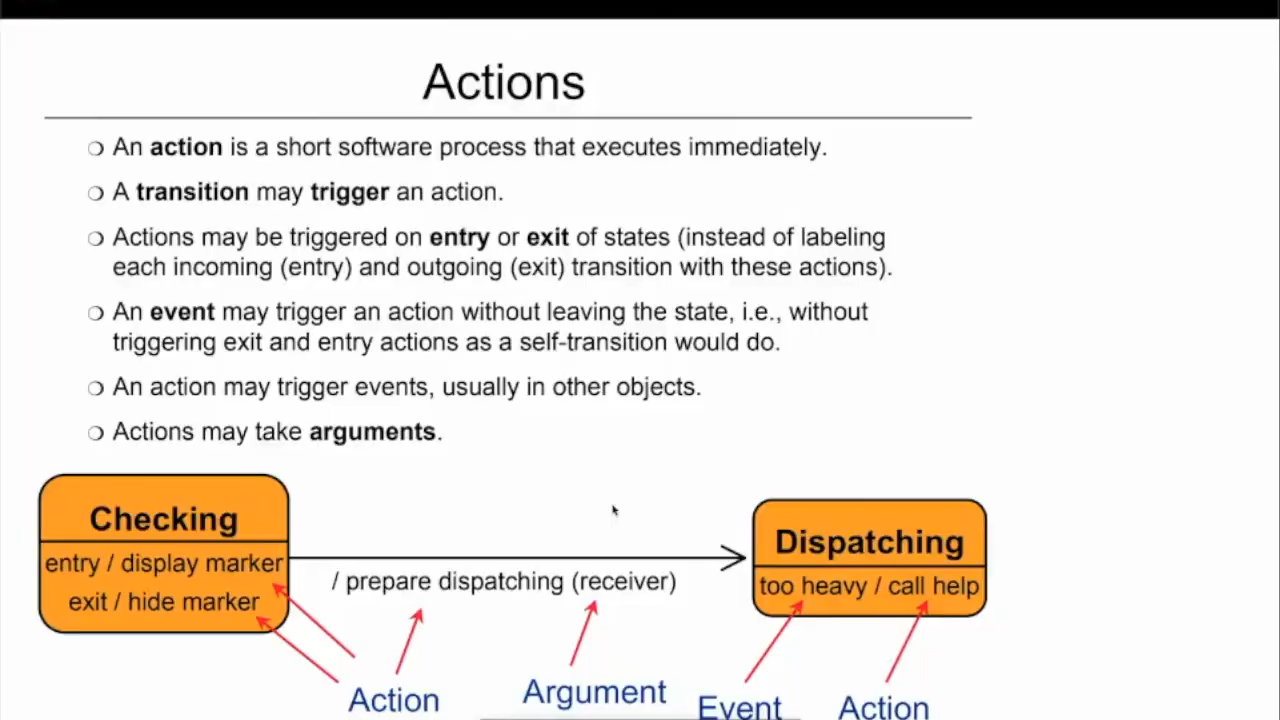 Actions
❍ An action is a short software process that executes immediately.
❍ A transition may trigger an action.
❍ Actions may be triggered on entry or exit of states (instead of labeling
each incoming (entry) and outgoing (exit) transition with these actions).
❍ An event may trigger an action without leaving the state, i.e., without
triggering exit and entry actions as a self-transition would do.
❍ An action may trigger events, usually in other objects.
❍ Actions may take arguments.
Checking
entry / display marker
exit / hide marker
/ prepare dispatching (receiver)
Dispatching
too heavy / call help
Action
Argument
Event
Action